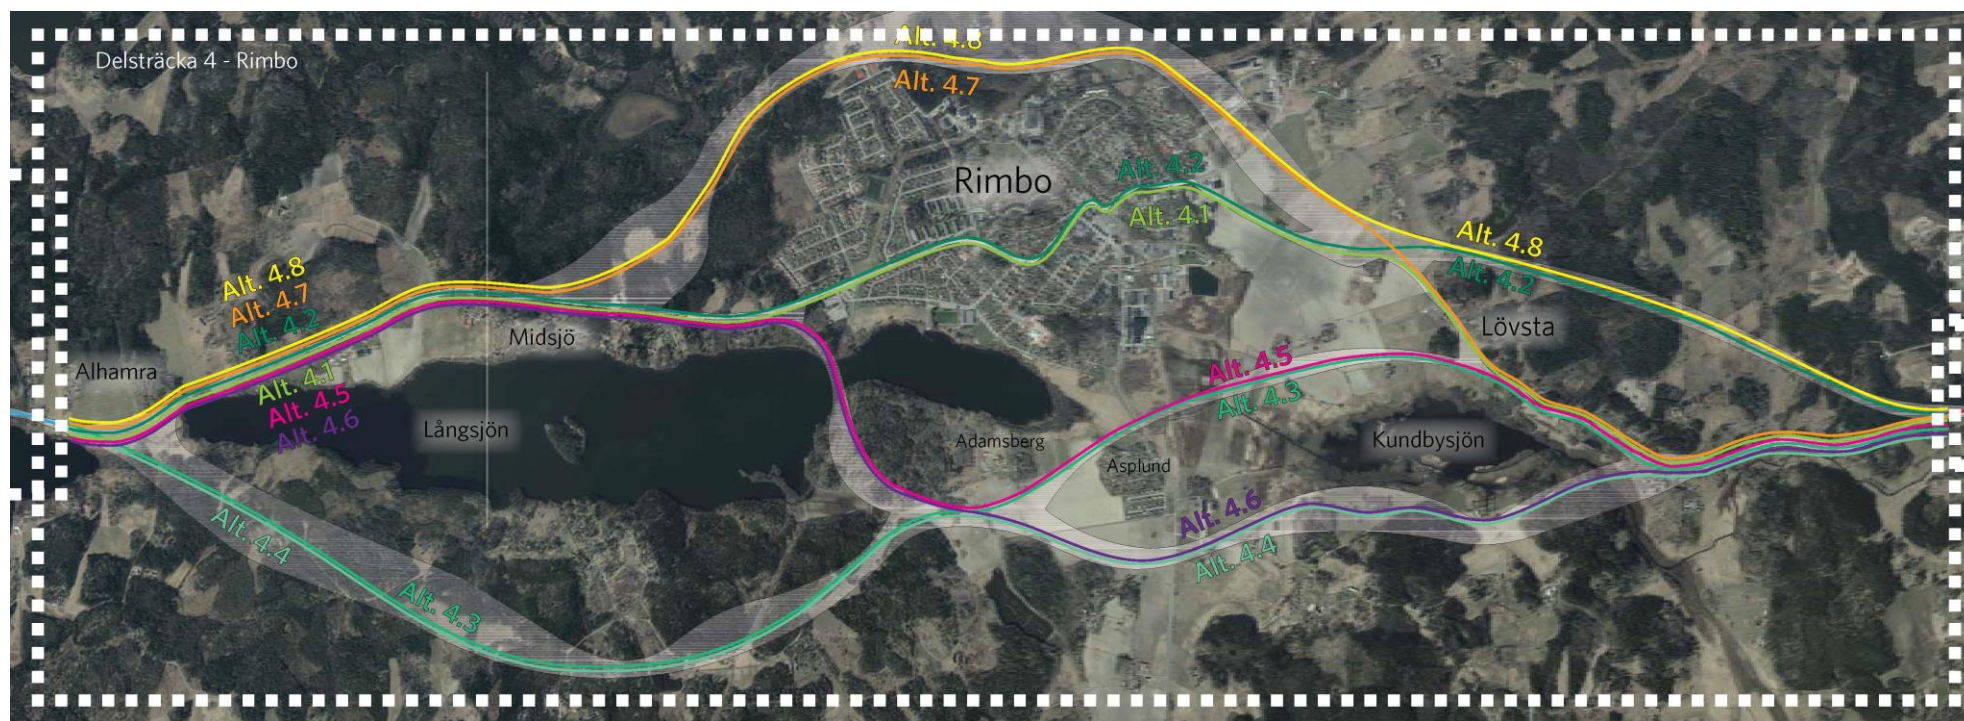 Delsträcka 4 - Rimbo
Alt. 4.8
Alt. 4.7
Rimbo
Alt. 4.2
Alt. 4.1
Alt. 4.8
Alt. 4.2
Alt. 4.8
Alt. 4.7
Alt. 4.2
Midsjö
Lövsta
Alhamra
Alt. 4.1
Alt. 4.5
Alt. 4.6
Alt. 4.5
Alt. 4.3
Långsjön
Adamsberg
Asplund
Kundbysjön
Alt. 4.4
Alt. 4.3
Alt. 4.6
Alt. 4.4